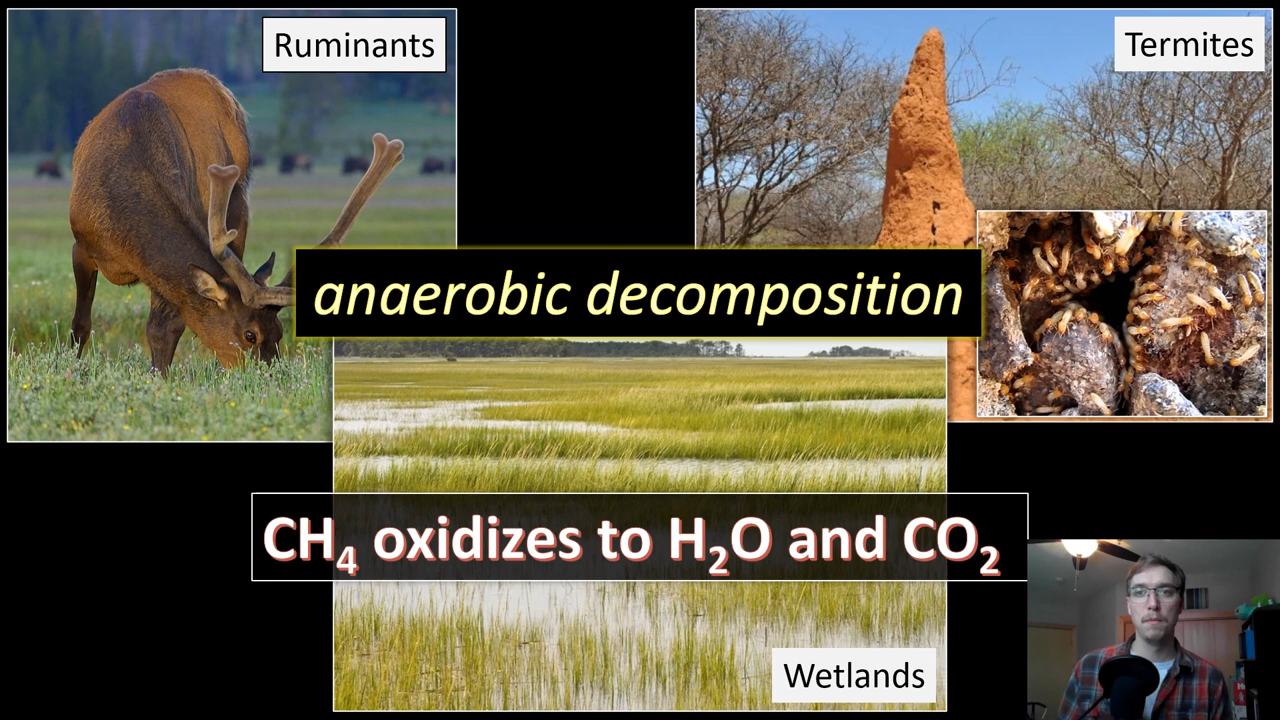 Ruminants
Termites
anaerobic decomposition
CH₄ oxidizes to H₂O and CO₂
Wetlands